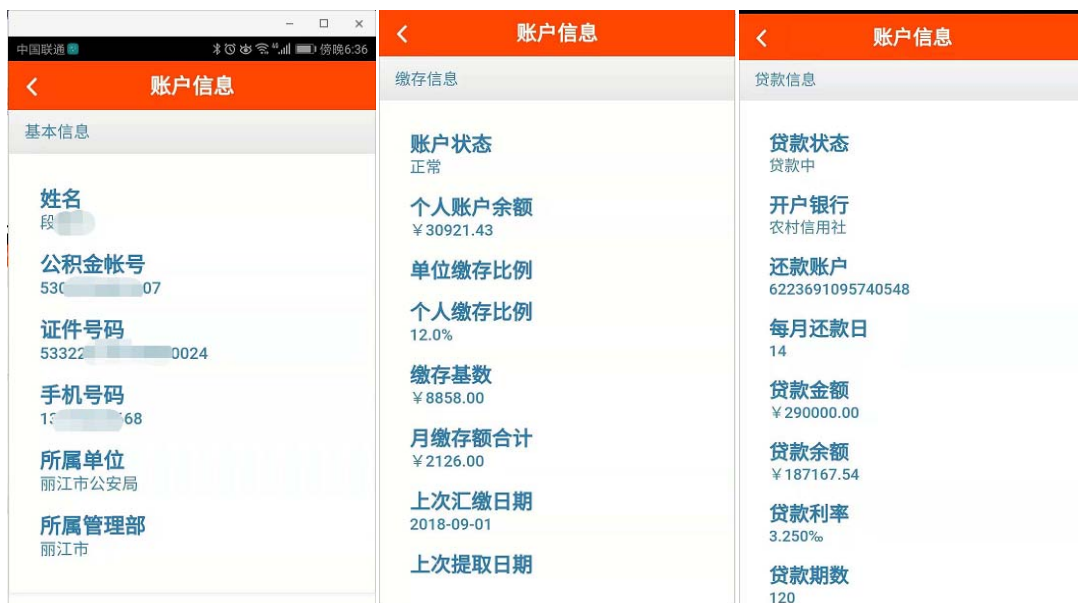 中国联通
傍晚6:36
账户信息
基本信息
姓名
段
公积金帐号
530 07
证件号码
53322 0024
手机号码
13 68
所属单位
丽江市公安局
所属管理部
丽江市
账户信息
缴存信息
账户状态
正常
个人账户余额
￥30921.43
单位缴存比例
个人缴存比例
12.0%
缴存基数
￥8858.00
月缴存额合计
￥2126.00
上次汇缴日期
2018-09-01
上次提取日期
账户信息
贷款信息
贷款状态
贷款中
开户银行
农村信用社
还款账户
6223691095740548
每月还款日
14
贷款金额
￥290000.00
贷款余额
￥187167.54
贷款利率
3.250‰
贷款期数
120